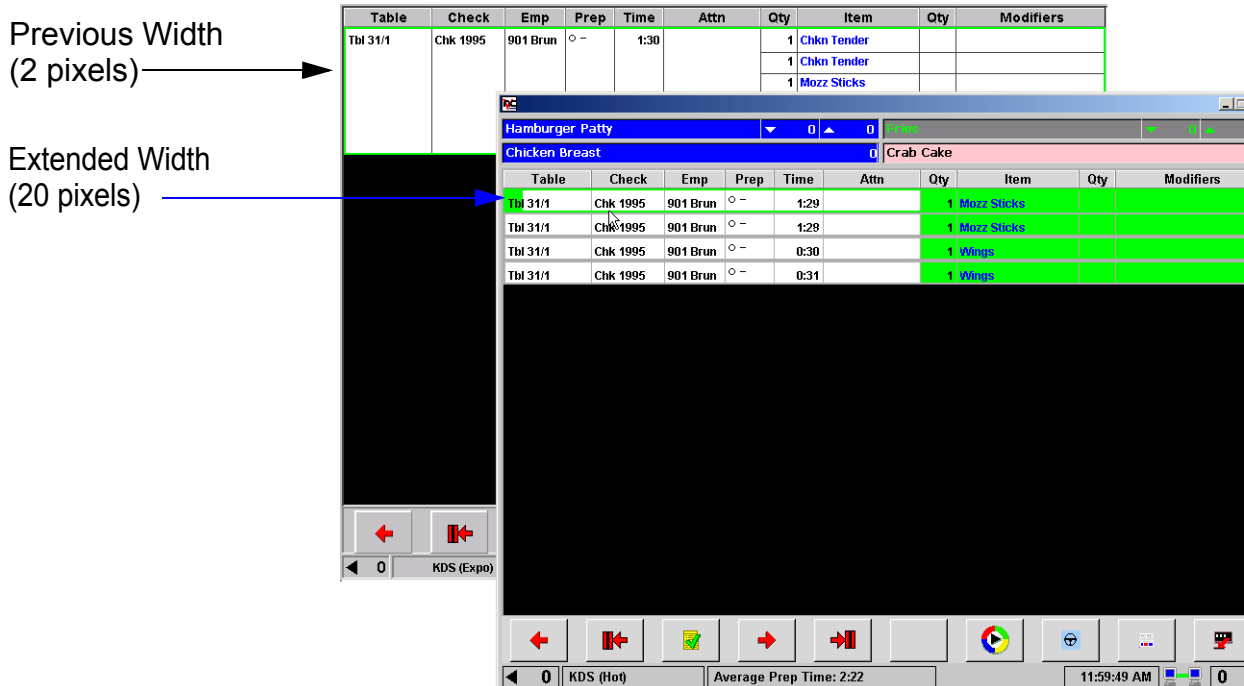 Previous Width
(2 pixels)
Extended Width
(20 pixels)
Table Check Emp Prep Time Attn Qty Item Qty Modifiers
Tbl 31/1 Chk 1995 901 Brun 1:30 1 Chkn Tender
1 Chkn Tender
1 Mozz Sticks
Hamburger Patty 0 0 Fries 0
Chicken Breast 0 Crab Cake
Table Check Emp Prep Time Attn Qty Item Qty Modifiers
Tbl 31/1 Chk 1995 901 Brun 1:29 1 Mozz Sticks
Tbl 31/1 Chk 1995 901 Brun 1:29 1 Mozz Sticks
Tbl 31/1 Chk 1995 901 Brun 0:30 1 Wings
Tbl 31/1 Chk 1995 901 Brun 0:31 1 Wings
0 KDS (Expo)
0 KDS (Hot) Average Prep Time: 2:22 11:59:49 AM 0